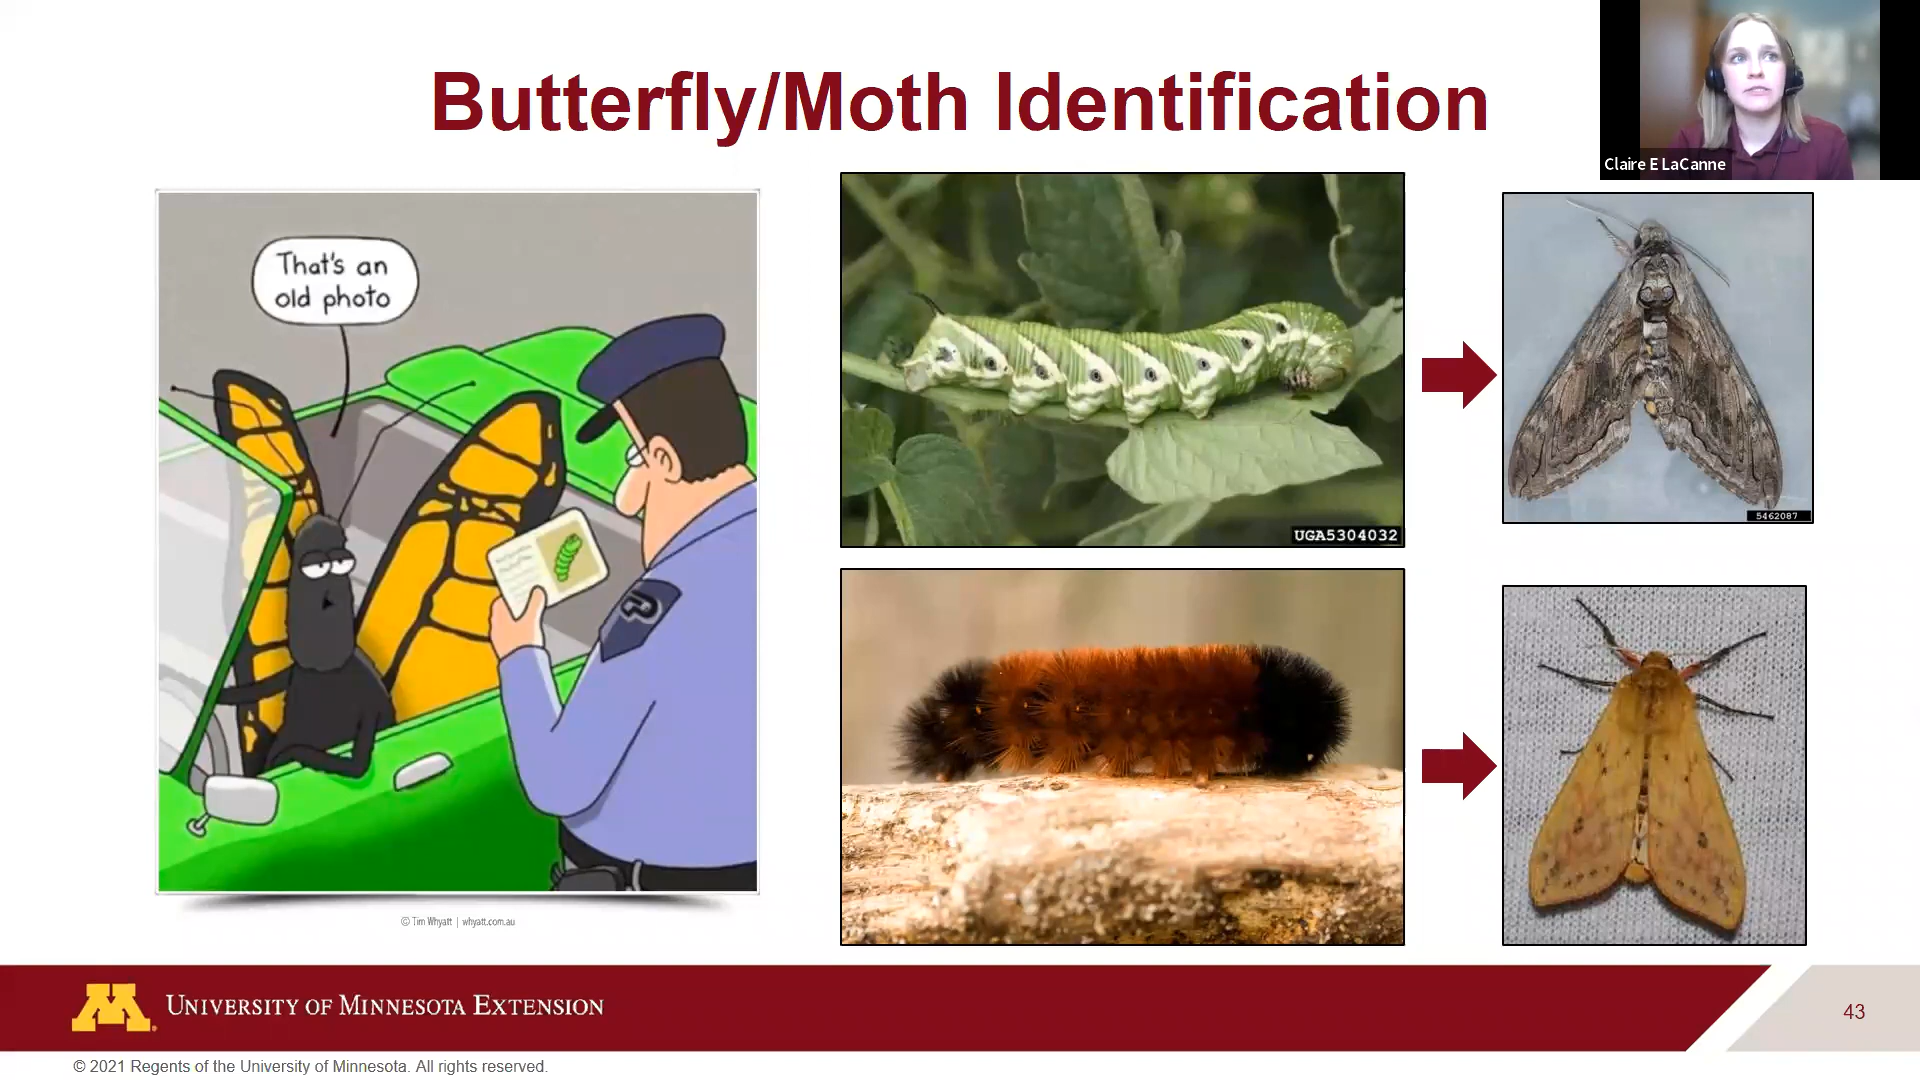 Butterfly/Moth Identification
Claire E LaCanne
That's an
old photo
© Tim Whyatt | whyatt.com.au
UGA5304032
5462087
UNIVERSITY OF MINNESOTA EXTENSION
43
© 2021 Regents of the University of Minnesota. All rights reserved.